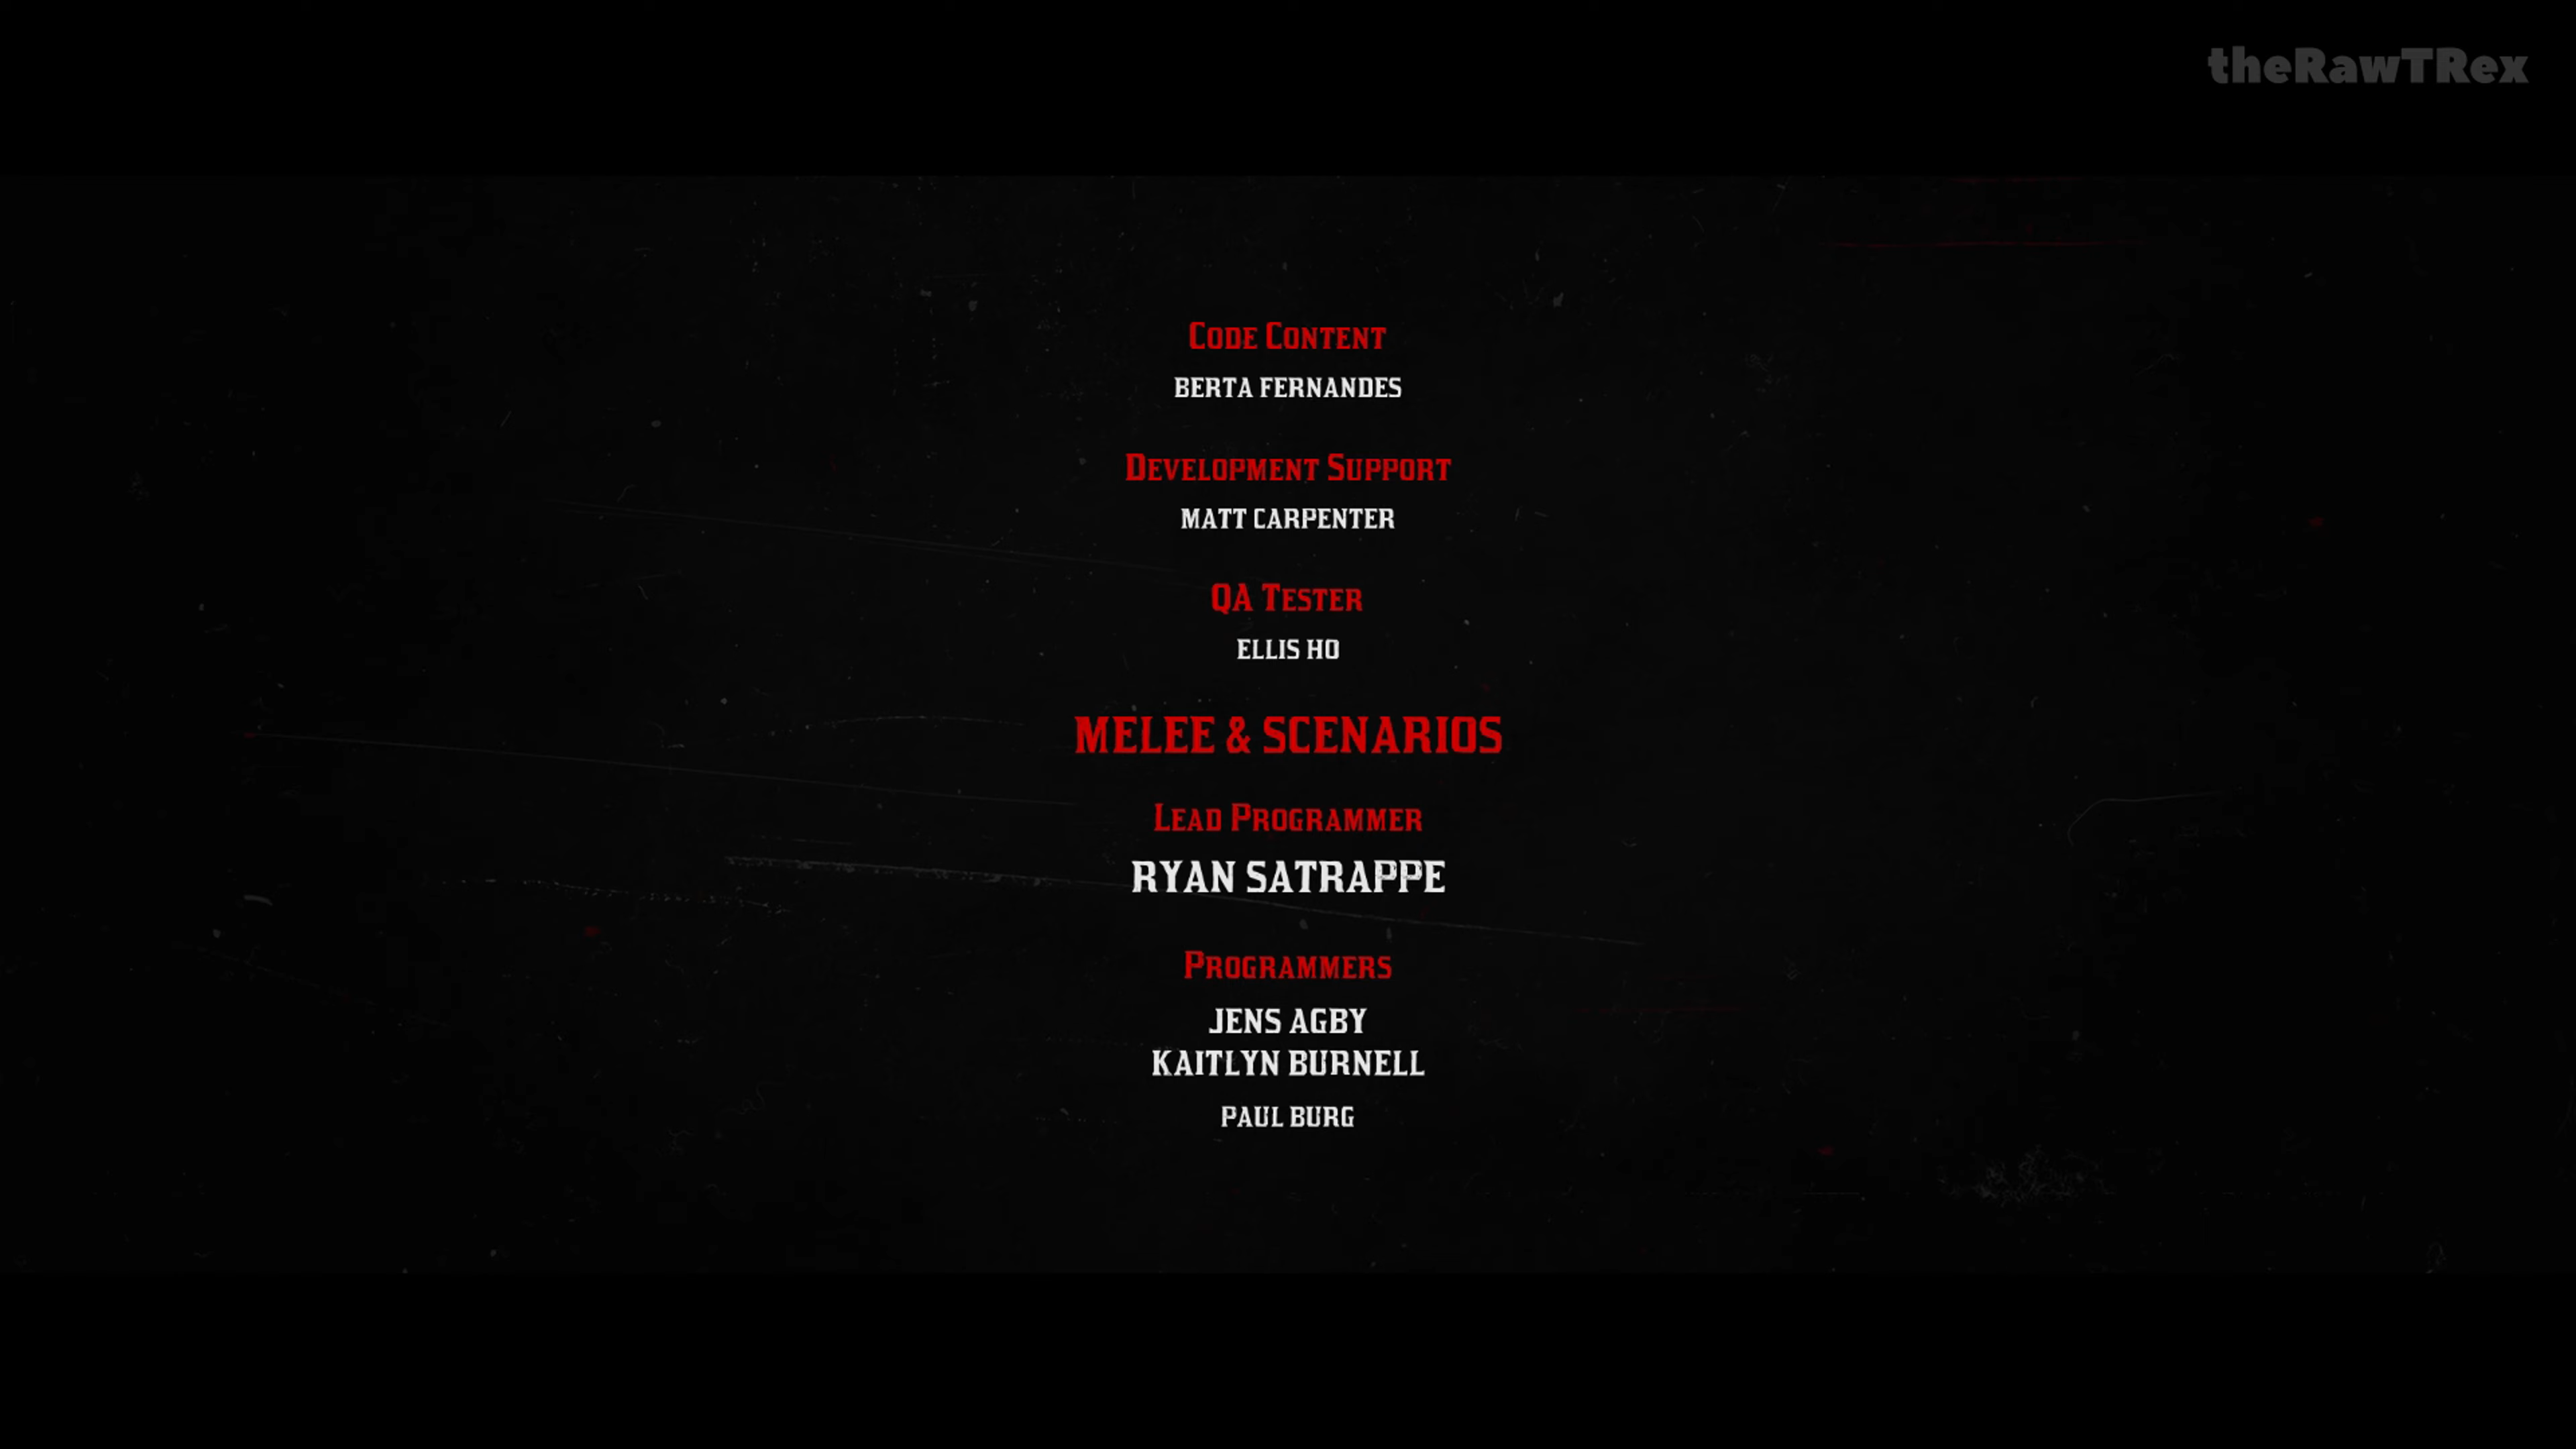 theRawTRex
Code Content
BERTA FERNANDES
Development Support
MATT CARPENTER
QA Tester
ELLIS HO
MELEE & SCENARIOS
Lead Programmer
RYAN SATRAPPE
Programmers
JENS AGBY
KAITLYN BURNELL
PAUL BURG